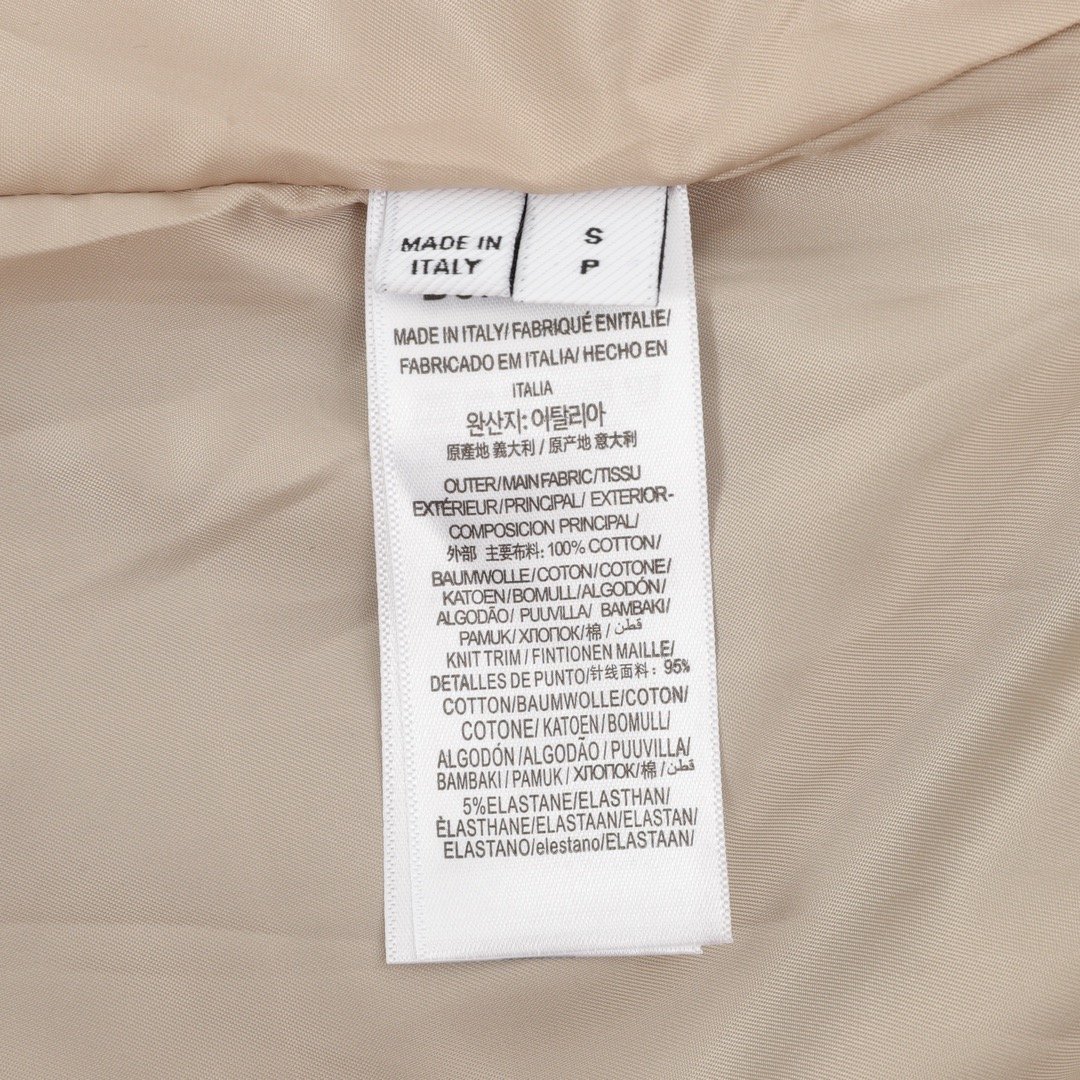 MADE IN
ITALY
S
P
MADE IN ITALY/ FABRIQUÉ ENITALIE/
FABRICADO EM ITALIA/ HECHO EN
ITALIA
완산지: 어탈리아
原產地 義大利 / 原产地 意大利
OUTER/MAIN FABRIC/TISSU
EXTÉRIEUR/PRINCIPAL/ EXTERIOR-
COMPOSICION PRINCIPAL/
外部 主要布料: 100% COTTON/
BAUMWOLLE/COTON/COTONE/
KATOEN/BOMULL/ALGODÓN/
ALGODÃO/ PUUVILLA/ BAMBAKI/
PAMUK/ХЛОПОК/棉/ قطن
KNIT TRIM / FINTIONEN MAILLE/
DETALLES DE PUNTO/针线面料: 95%
COTTON/BAUMWOLLE/COTON/
COTONE/ KATOEN/BOMULL/
ALGODÓN/ALGODÃO/ PUUVILLA/
BAMBAKI / PAMUK / ХЛОПОК/棉/ قطن
5%ELASTANE/ELASTHAN/
ÈLASTHANE/ELASTAAN/ELASTAN/
ELASTANO/elestano/ELASTAAN/